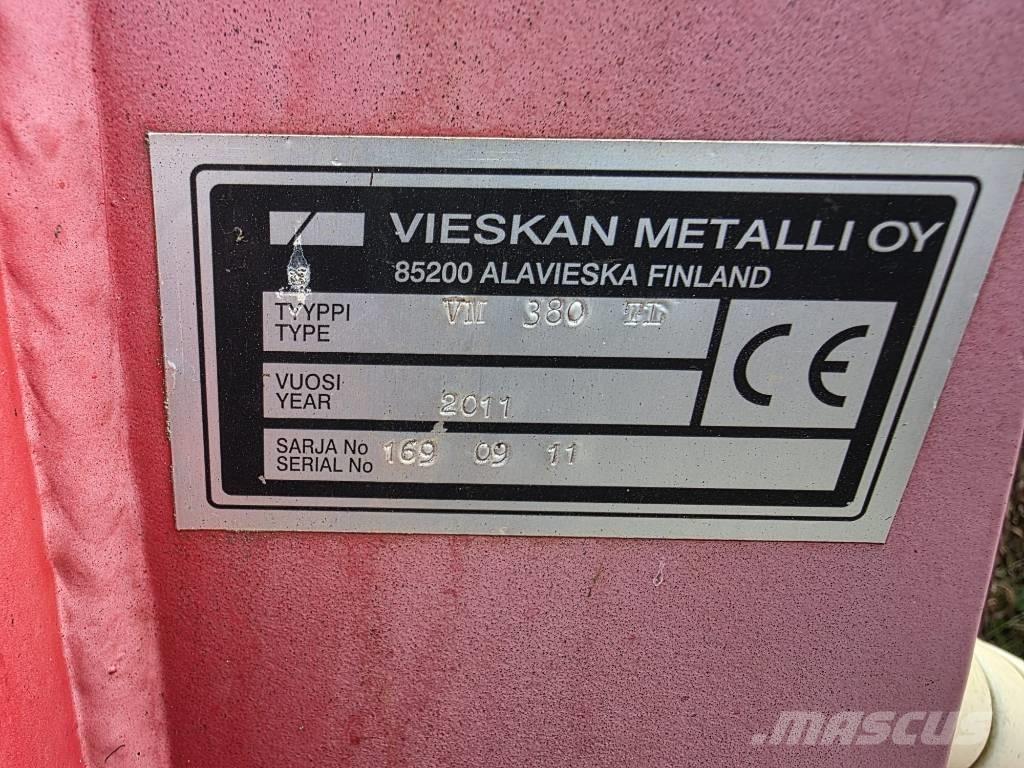 VIESKAN METALLI OY
85200 ALAVIESKA FINLAND
TYYPPI
TYPE
VM 380
VUOSI
YEAR
2011
CE
SARJA No
SERIAL No
169 09 11
MASCUS